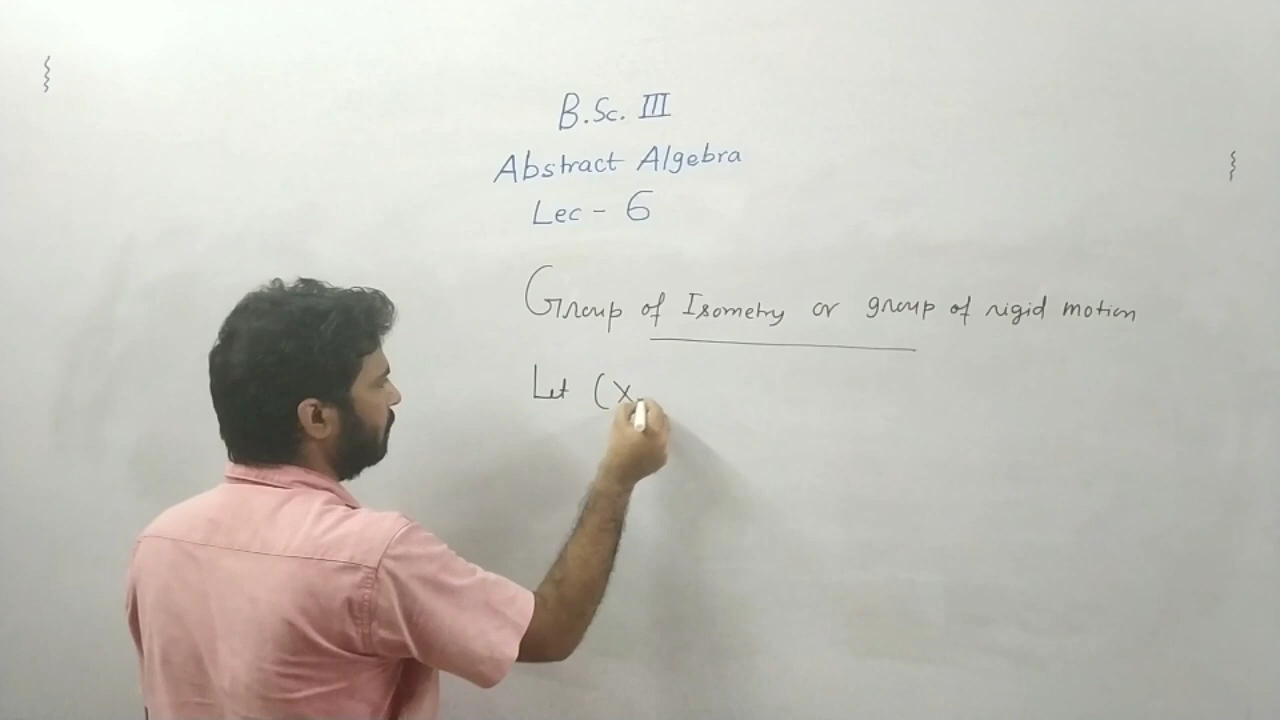 B.Sc. III
Abstract Algebra
Lec - 6
Group of Isometry or group of rigid motion
Let (X